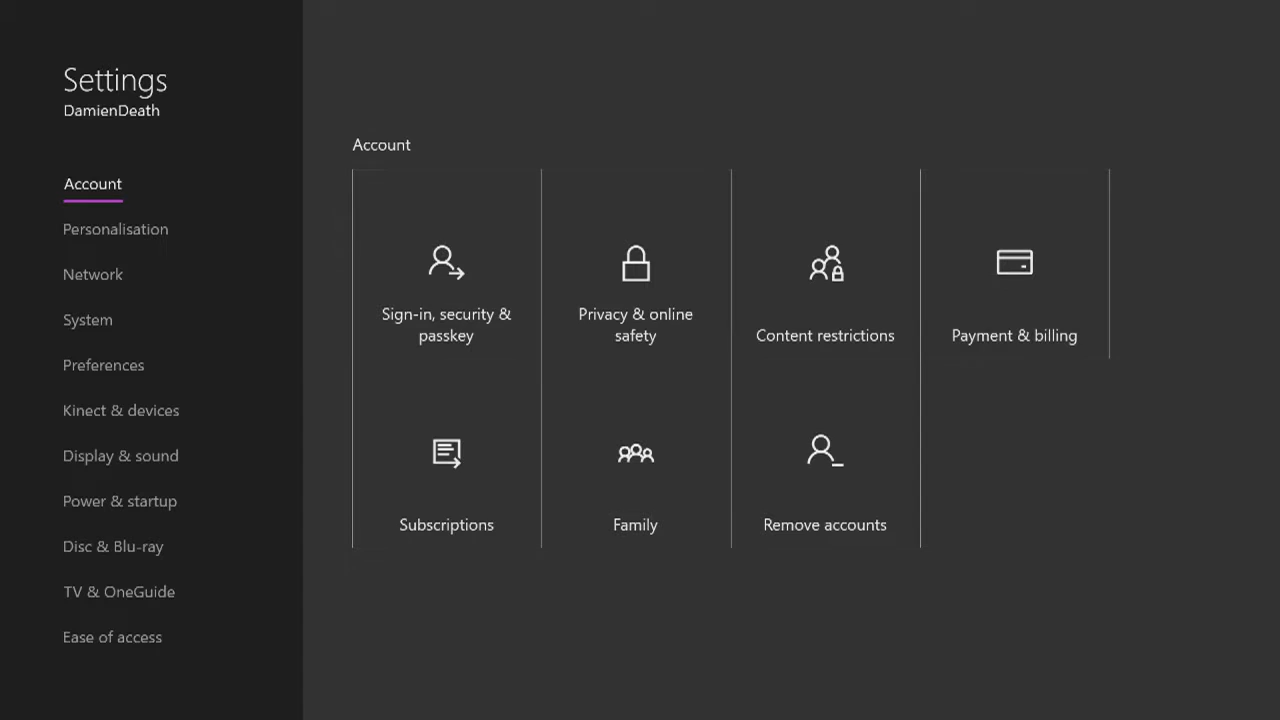 Settings
DamienDeath
Account
Personalisation
Network
System
Preferences
Kinect & devices
Display & sound
Power & startup
Disc & Blu-ray
TV & OneGuide
Ease of access
Account
Sign-in, security &
passkey
Privacy & online
safety
Content restrictions
Payment & billing
Subscriptions
Family
Remove accounts